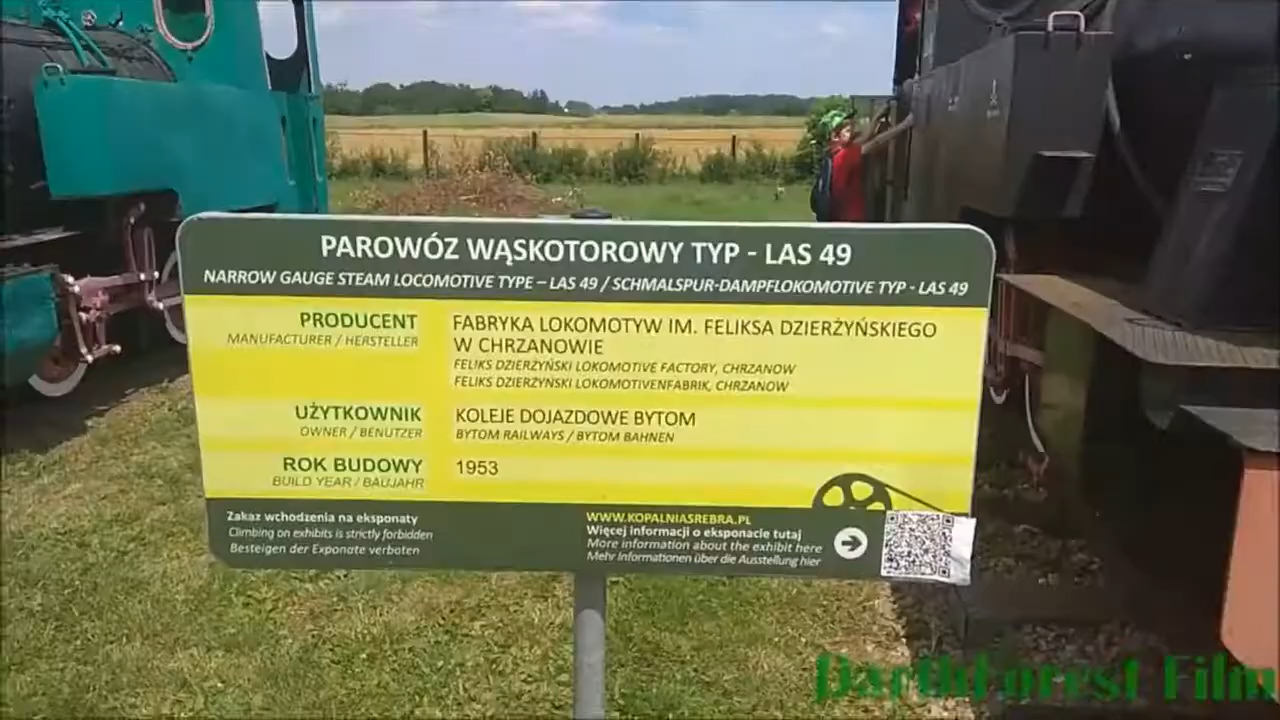 PAROWÓZ WĄSKOTOROWY TYP - LAS 49
NARROW GAUGE STEAM LOCOMOTIVE TYPE – LAS 49 / SCHMALSPUR-DAMPFLOKOMOTIVE TYP - LAS 49
PRODUCENT
MANUFACTURER / HERSTELLER
FABRYKA LOKOMOTYW IM. FELIKSA DZIERŻYŃSKIEGO
W CHRZANOWIE
FELIKS DZIERŻYŃSKI LOKOMOTIVE FACTORY, CHRZANOW
FELIKS DZIERŻYŃSKI LOKOMOTIVENFABRIK, CHRZANOW
UŻYTKOWNIK
OWNER / BENUTZER
KOLEJE DOJAZDOWE BYTOM
BYTOM RAILWAYS / BYTOM BAHNEN
ROK BUDOWY
BUILD YEAR / BAUJAHR
1953
Zakaz wchodzenia na eksponaty
Climbing on exhibits is strictly forbidden
Besteigen der Exponate verboten
WWW.KOPALNIASREBRA.PL
Więcej informacji o eksponacie tutaj
More information about the exhibit here
Mehr Informationen über die Ausstellung hier
DarthForest Film